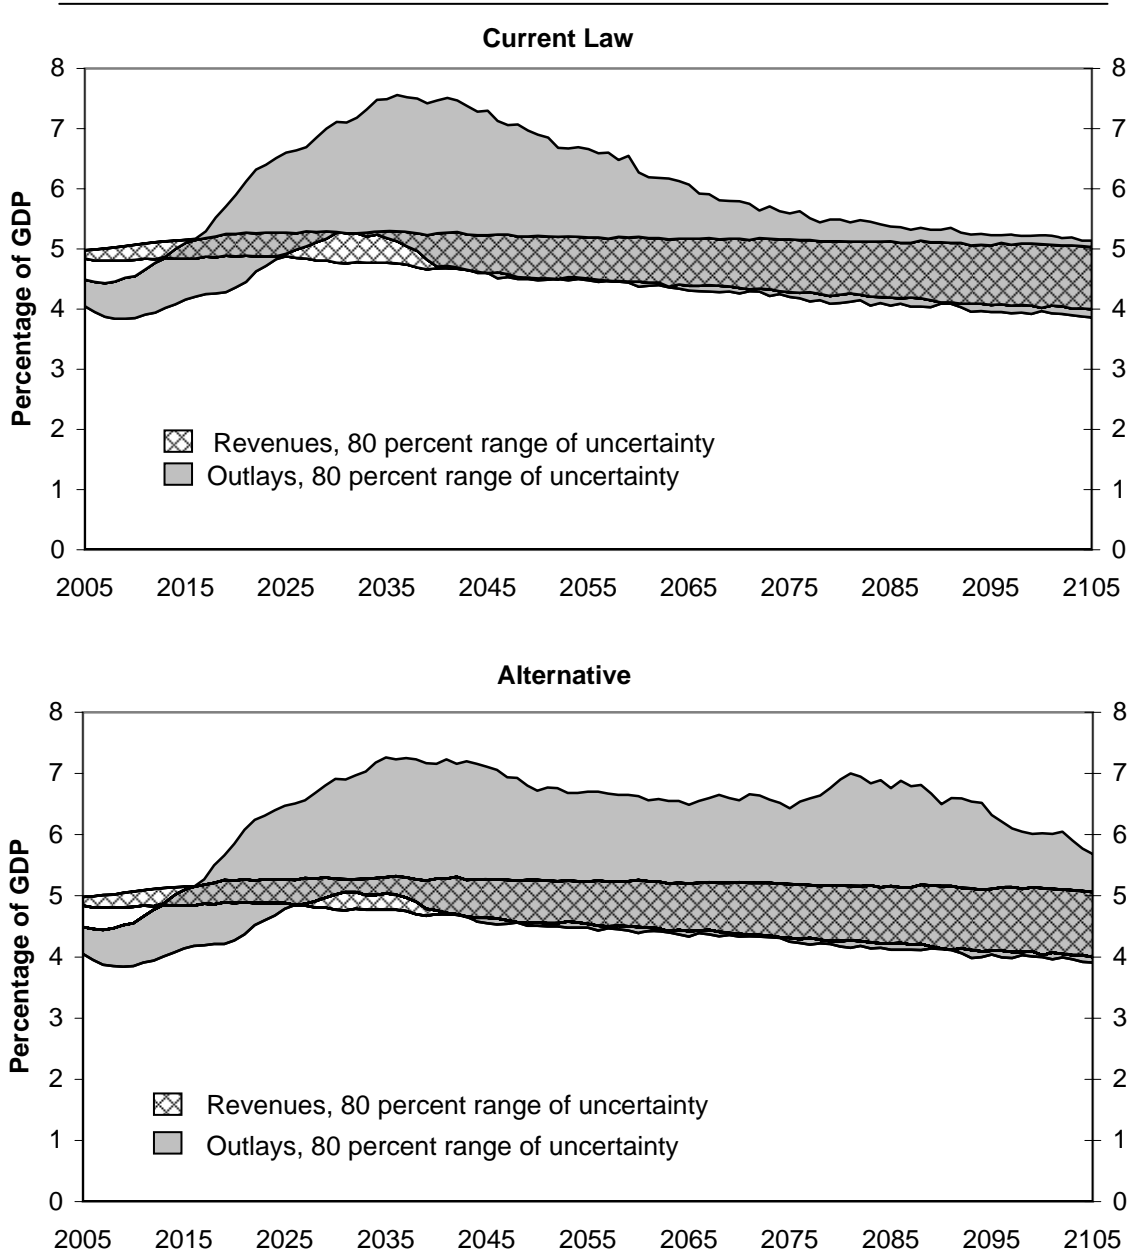 Current Law
8 8
7 7
6 6
5 5
4 4
3 3
2 2
1 1
0 0
Percentage of GDP
Revenues, 80 percent range of uncertainty
Outlays, 80 percent range of uncertainty
2005 2015 2025 2035 2045 2055 2065 2075 2085 2095 2105
Alternative
8 8
7 7
6 6
5 5
4 4
3 3
2 2
1 1
0 0
Percentage of GDP
Revenues, 80 percent range of uncertainty
Outlays, 80 percent range of uncertainty
2005 2015 2025 2035 2045 2055 2065 2075 2085 2095 2105